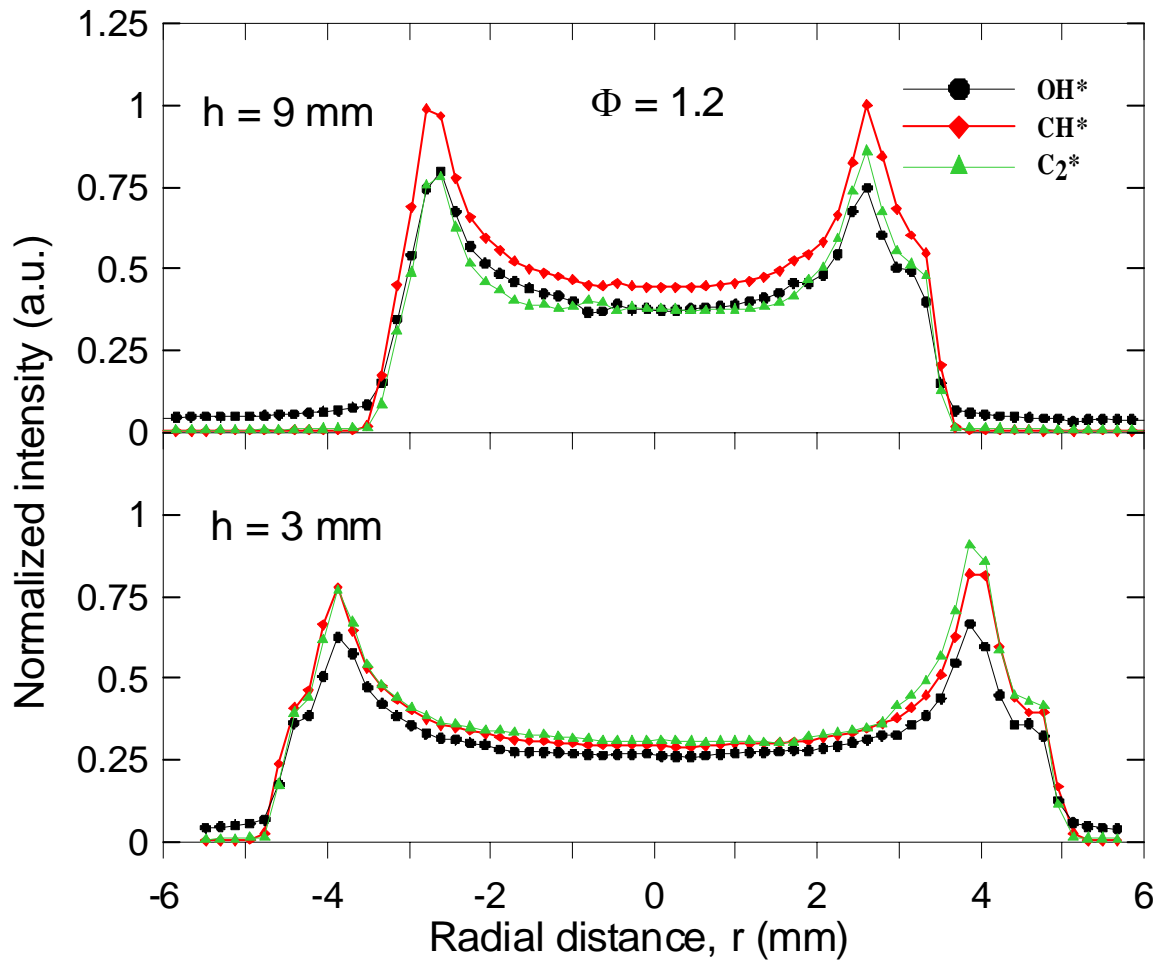 1.25
h = 9 mm
Φ = 1.2
OH*
CH*
C2*
1
0.75
0.5
0.25
0
Normalized intensity (a.u.)
h = 3 mm
1
0.75
0.5
0.25
0
-6 -4 -2 0 2 4 6
Radial distance, r (mm)